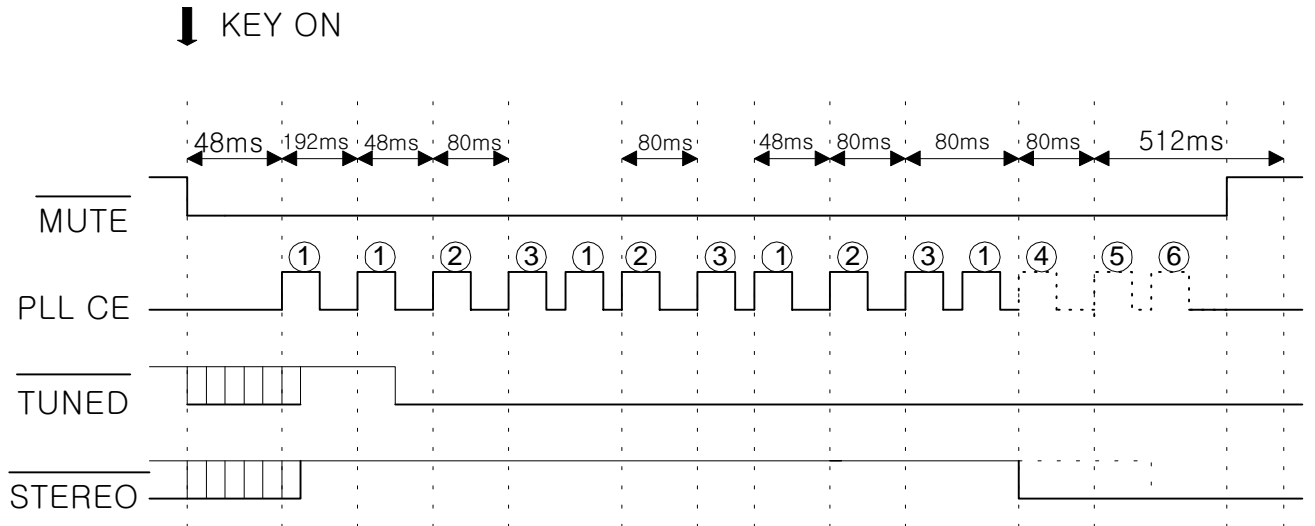 KEY ON
48ms 192ms 48ms 80ms 80ms 48ms 80ms 80ms 80ms 512ms
MUTE
① ① ② ③ ① ② ③ ① ② ③ ① ④ ⑤ ⑥
PLL CE
TUNED
STEREO